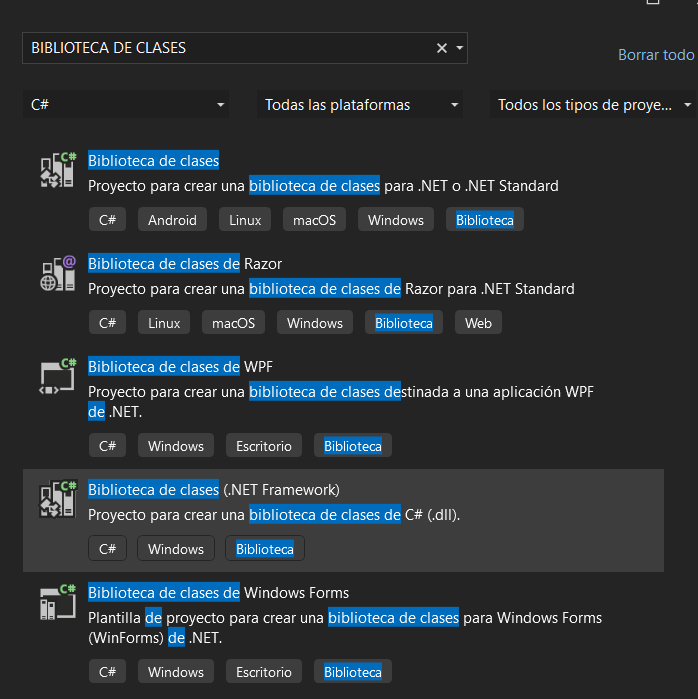 BIBLIOTECA DE CLASES
Borrar todo
C# Todas las plataformas Todos los tipos de proye...
Biblioteca de clases
Proyecto para crear una biblioteca de clases para .NET o .NET Standard
C# Android Linux macOS Windows Biblioteca
Biblioteca de clases de Razor
Proyecto para crear una biblioteca de clases de Razor para .NET Standard
C# Linux macOS Windows Biblioteca Web
Biblioteca de clases de WPF
Proyecto para crear una biblioteca de clases destinada a una aplicación WPF
de .NET.
C# Windows Escritorio Biblioteca
Biblioteca de clases (.NET Framework)
Proyecto para crear una biblioteca de clases de C# (.dll).
C# Windows Biblioteca
Biblioteca de clases de Windows Forms
Plantilla de proyecto para crear una biblioteca de clases para Windows Forms
(WinForms) de .NET.
C# Windows Escritorio Biblioteca